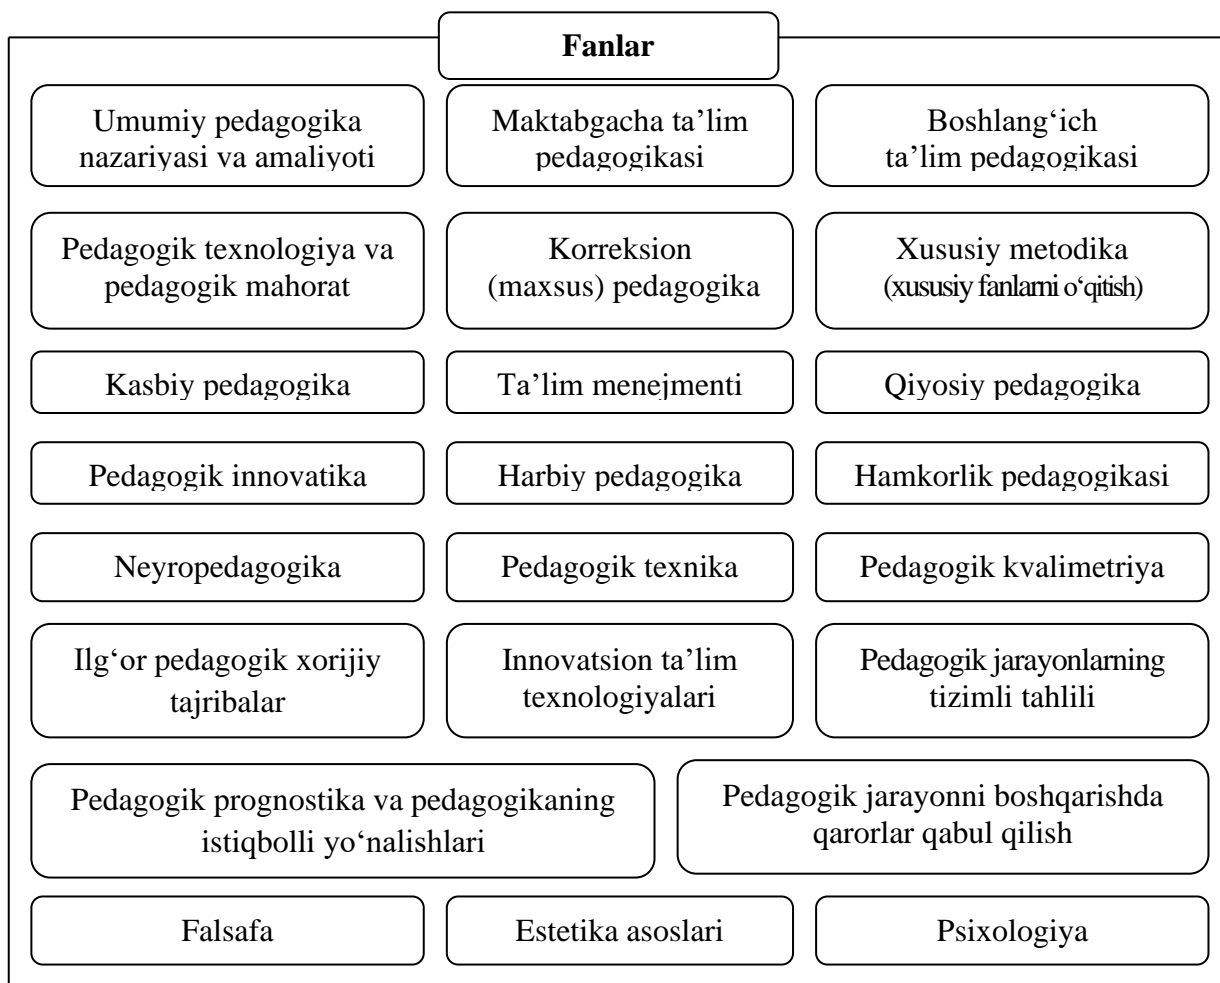 Fanlar
Umumiy pedagogika
nazariyasi va amaliyoti
Maktabgacha ta’lim
pedagogikasi
Boshlang‘ich
ta’lim pedagogikasi
Pedagogik texnologiya va
pedagogik mahorat
Korreksion
(maxsus) pedagogika
Xususiy metodika
(xususiy fanlarni o‘qitish)
Kasbiy pedagogika
Ta’lim menejmenti
Qiyosiy pedagogika
Pedagogik innovatika
Harbiy pedagogika
Hamkorlik pedagogikasi
Neyropedagogika
Pedagogik texnika
Pedagogik kvalimetriya
Ilg‘or pedagogik xorijiy
tajribalar
Innovatsion ta’lim
texnologiyalari
Pedagogik jarayonlarning
tizimli tahlili
Pedagogik prognostika va pedagogikaning
istiqbolli yo‘nalishlari
Pedagogik jarayonni boshqarishda
qarorlar qabul qilish
Falsafa
Estetika asoslari
Psixologiya